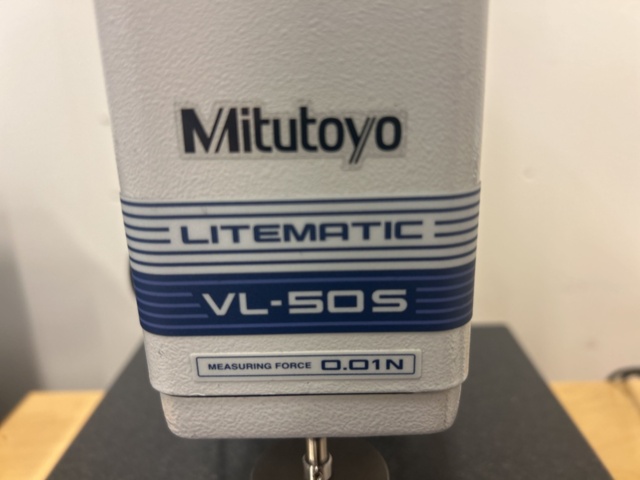 Mitutoyo
LITEMATIC
VL-50S
MEASURING FORCE 0.01N